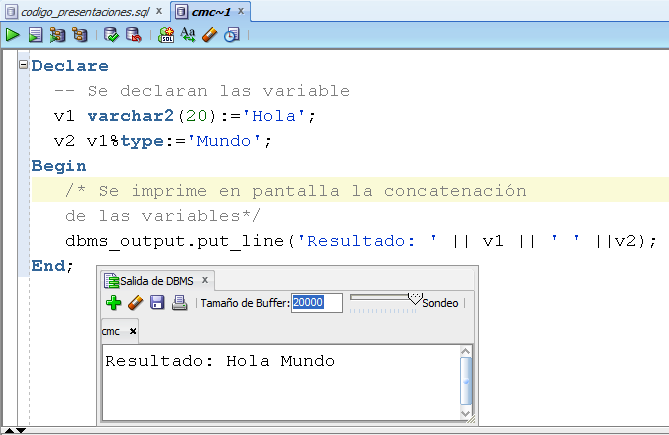 codigo_presentaciones.sql cmc~1
SQL Aa
Declare
-- Se declaran las variable
v1 varchar2(20):='Hola';
v2 v1%type:='Mundo';
Begin
/* Se imprime en pantalla la concatenación
de las variables*/
dbms_output.put_line('Resultado: ' || v1 || ' ' ||v2);
End;
Salida de DBMS
Tamaño de Buffer: 20000 Sondeo
cmc
Resultado: Hola Mundo